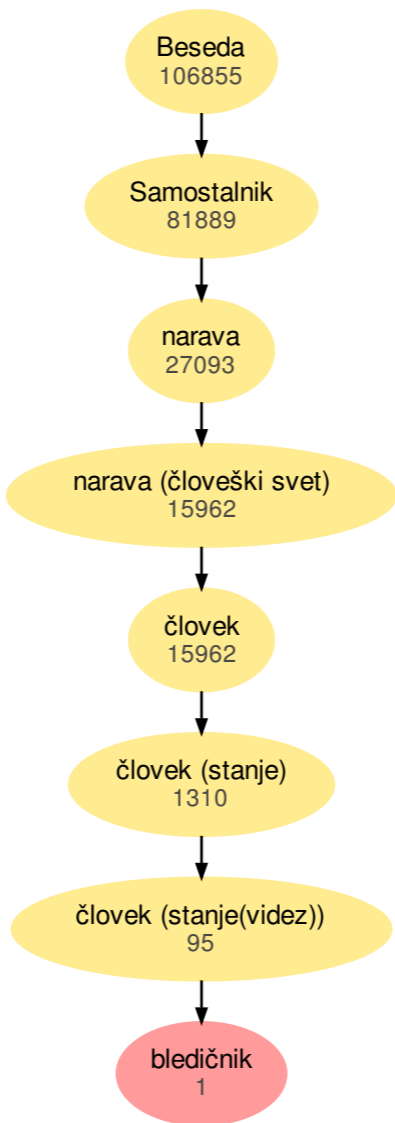 Beseda
106855
Samostalnik
81889
narava
27093
narava (človeški svet)
15962
človek
15962
človek (stanje)
1310
človek (stanje(videz))
95
bledičnik
1